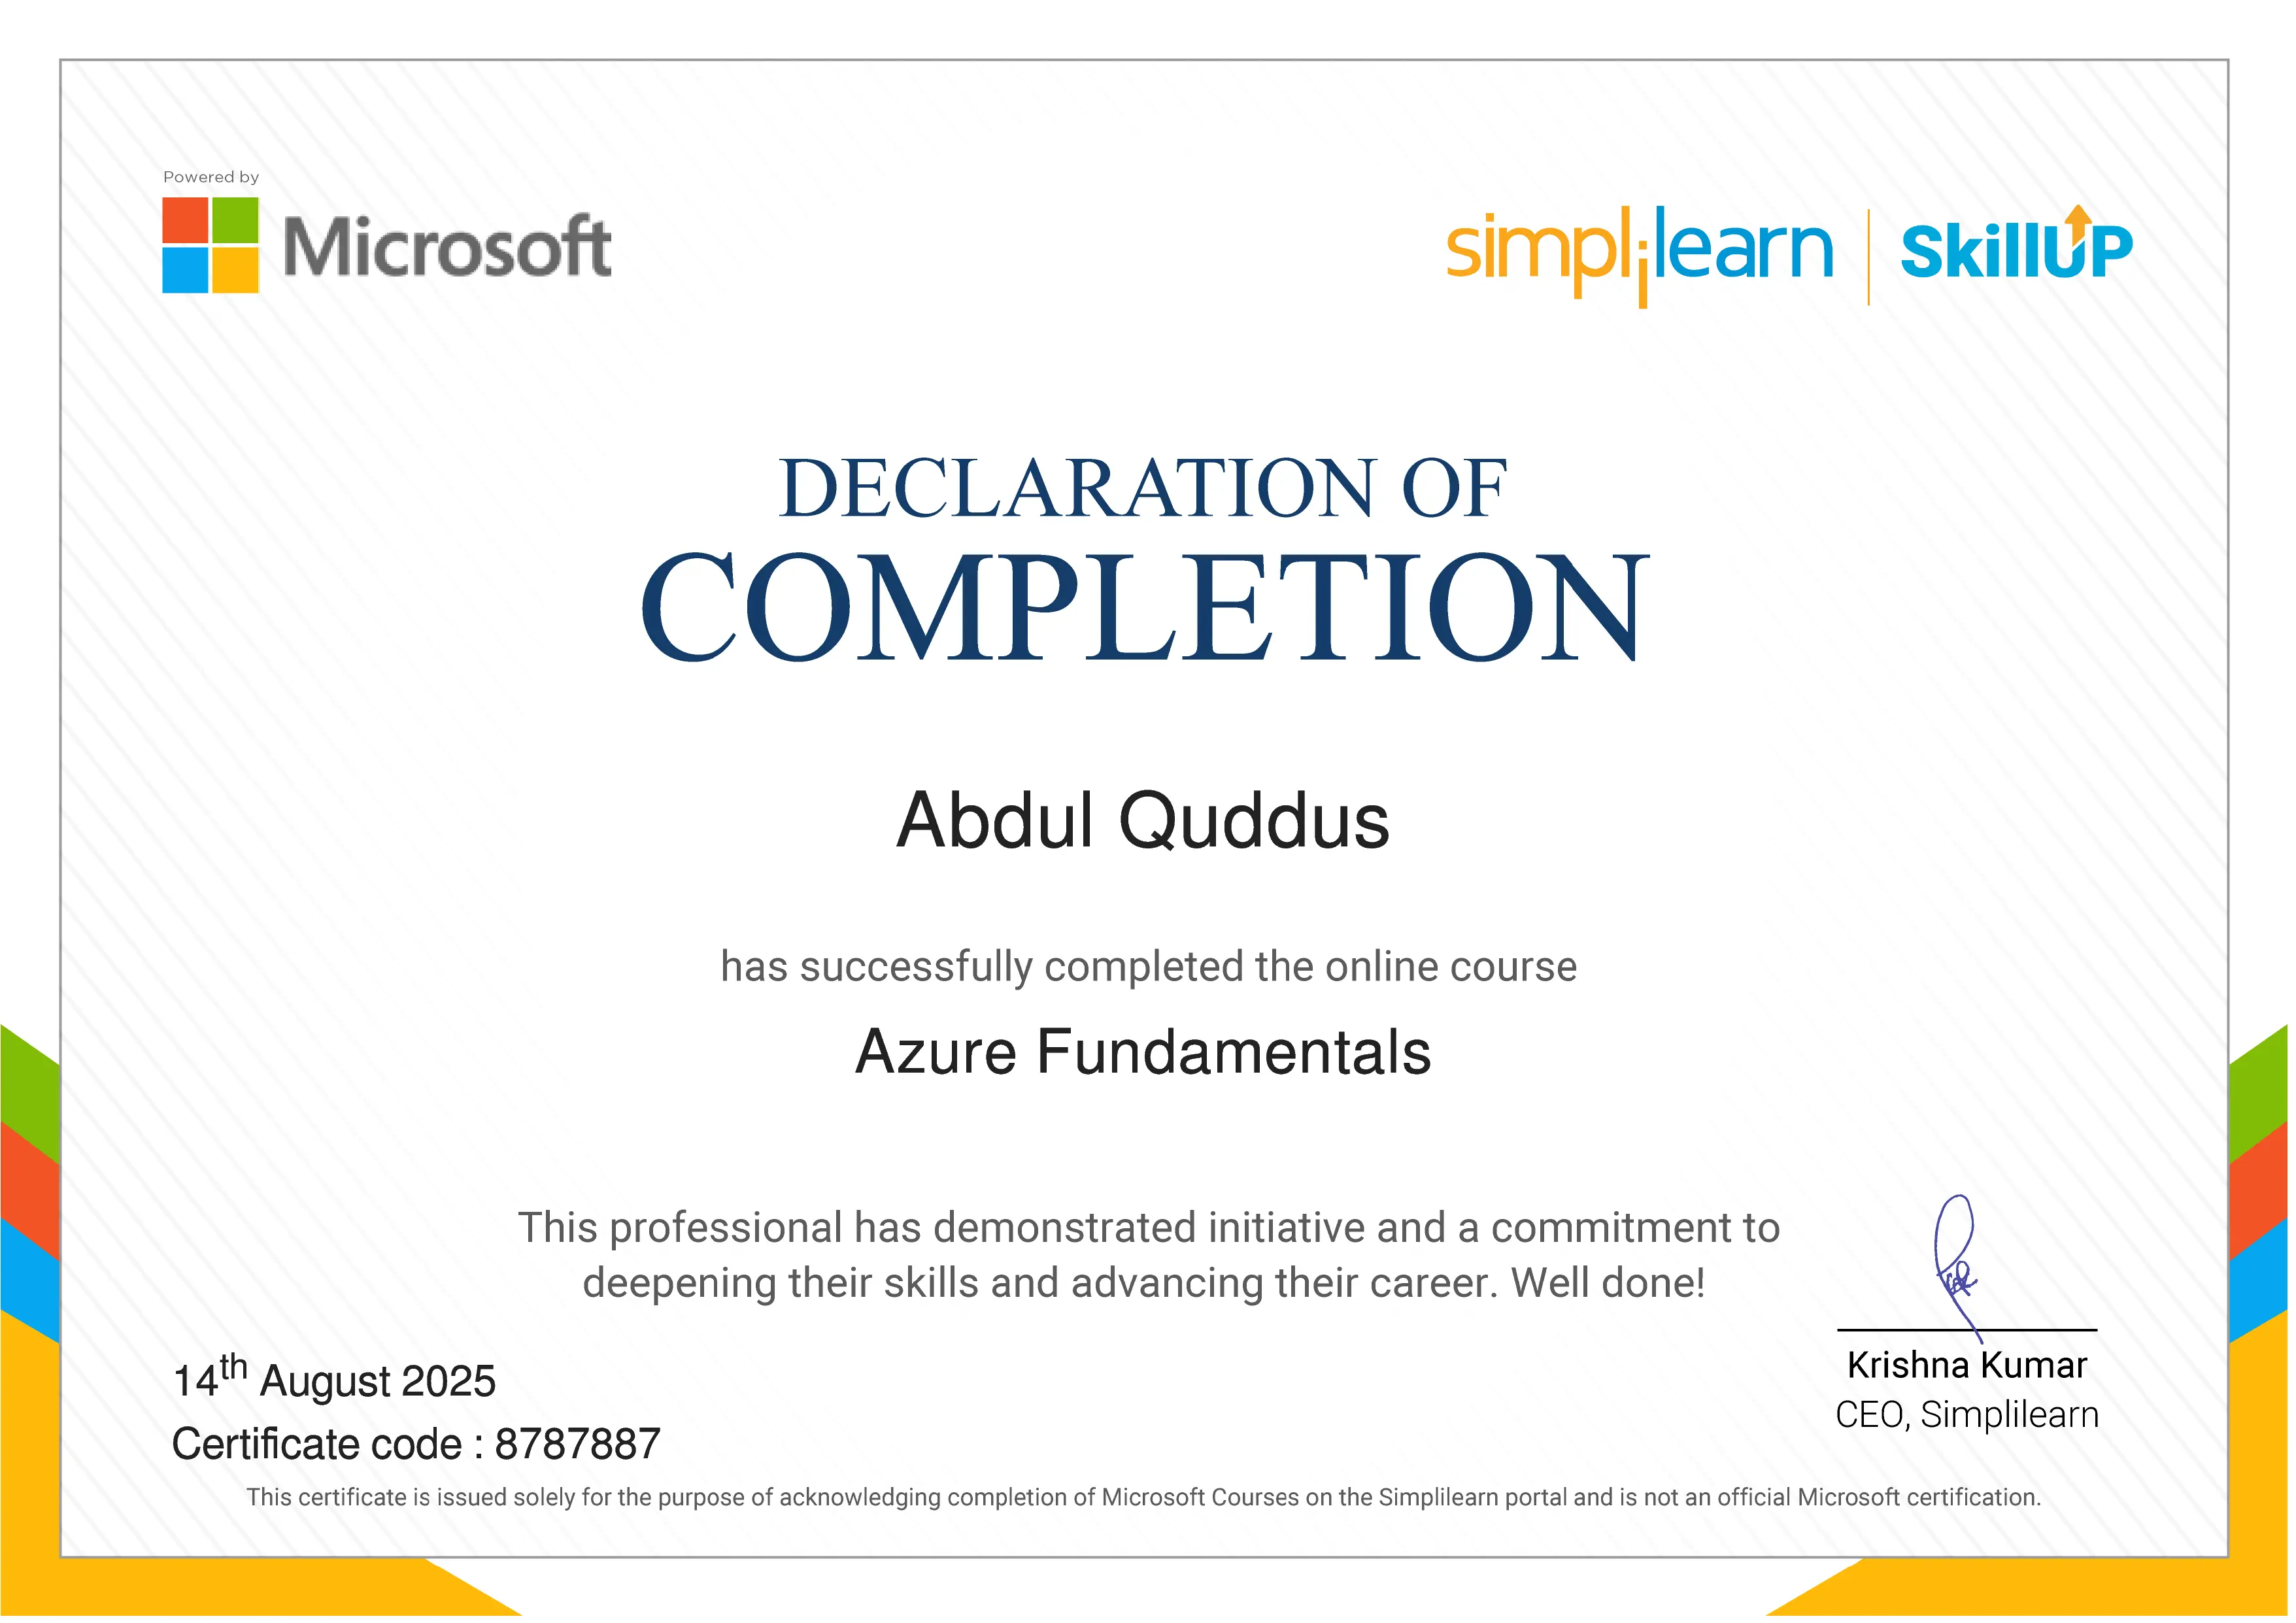 Powered by
Microsoft
simplilearn | SkillUP
DECLARATION OF
COMPLETION
Abdul Quddus
has successfully completed the online course
Azure Fundamentals
This professional has demonstrated initiative and a commitment to
deepening their skills and advancing their career. Well done!
14th August 2025
Certificate code : 8787887
Krishna Kumar
CEO, Simplilearn
This certificate is issued solely for the purpose of acknowledging completion of Microsoft Courses on the Simplilearn portal and is not an official Microsoft certification.